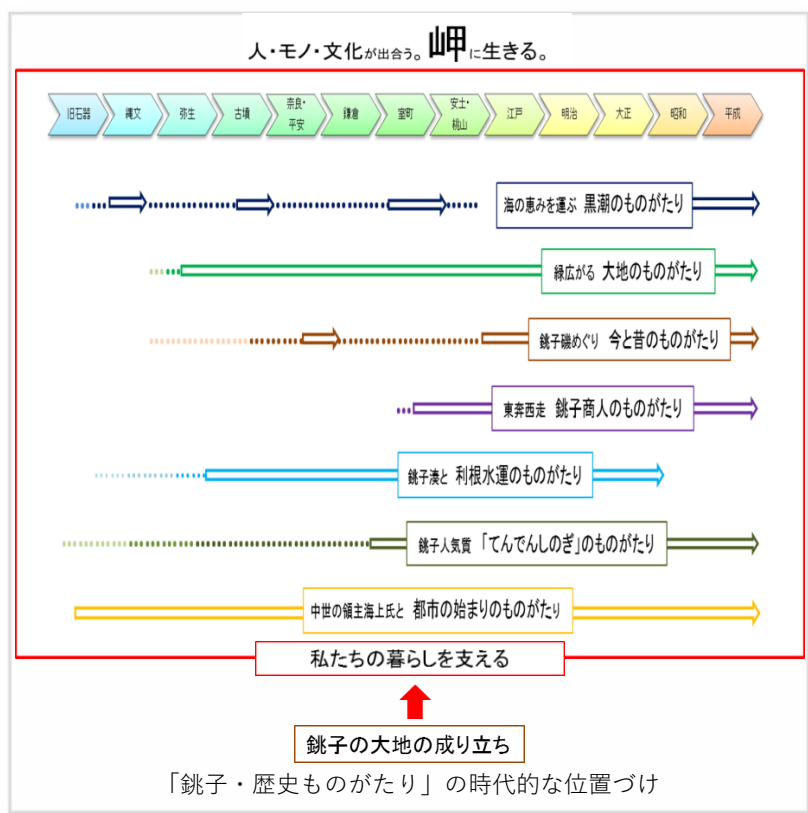 人・モノ・文化が出合う。岬に生きる。
旧石器
縄文
弥生
古墳
奈良・
平安
鎌倉
室町
安土・
桃山
江戸
明治
大正
昭和
平成
海の恵みを運ぶ 黒潮のものがたり
緑広がる 大地のものがたり
銚子磯めぐり 今と昔のものがたり
東奔西走 銚子商人のものがたり
銚子湊と 利根水運のものがたり
銚子人気質 「てんでんしのぎ」のものがたり
中世の領主海上氏と 都市の始まりのものがたり
私たちの暮らしを支える
銚子の大地の成り立ち
「銚子・歴史ものがたり」の時代的な位置づけ